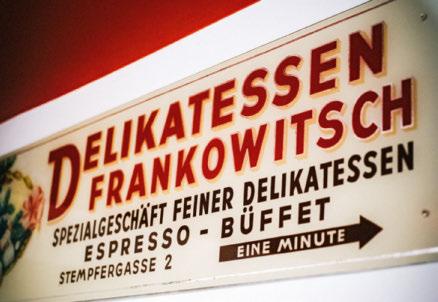 DELIKATESSEN
FRANKOWITSCH
SPEZIALGESCHÄFT FEINER DELIKATESSEN
ESPRESSO - BÜFFET
STEMPFERGASSE 2
EINE MINUTE